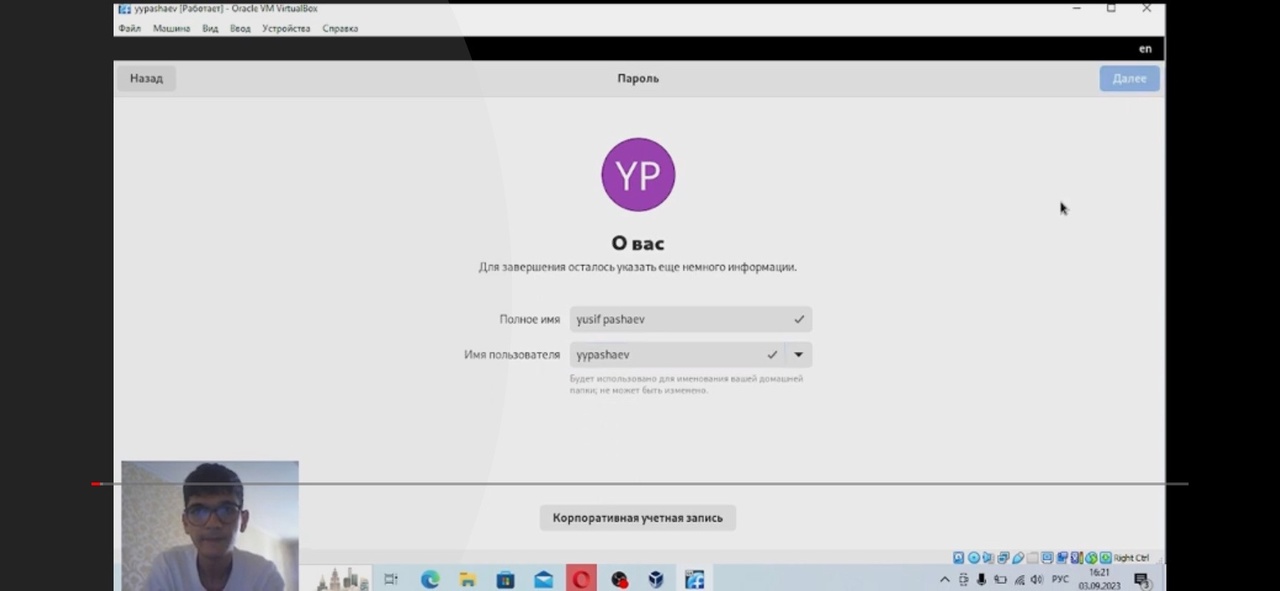 yypashaev [Работает] - Oracle VM VirtualBox
Файл Машина Вид Ввод Устройства Справка
en
Назад Пароль Далее
YP
О вас
Для завершения осталось указать еще немного информации.
Полное имя yusif pashaev
Имя пользователя yypashaev
Будет использовано для именования вашей домашней
папки; не может быть изменено.
Корпоративная учетная запись
Right Ctrl
РУС 16:21
03.09.2023 3